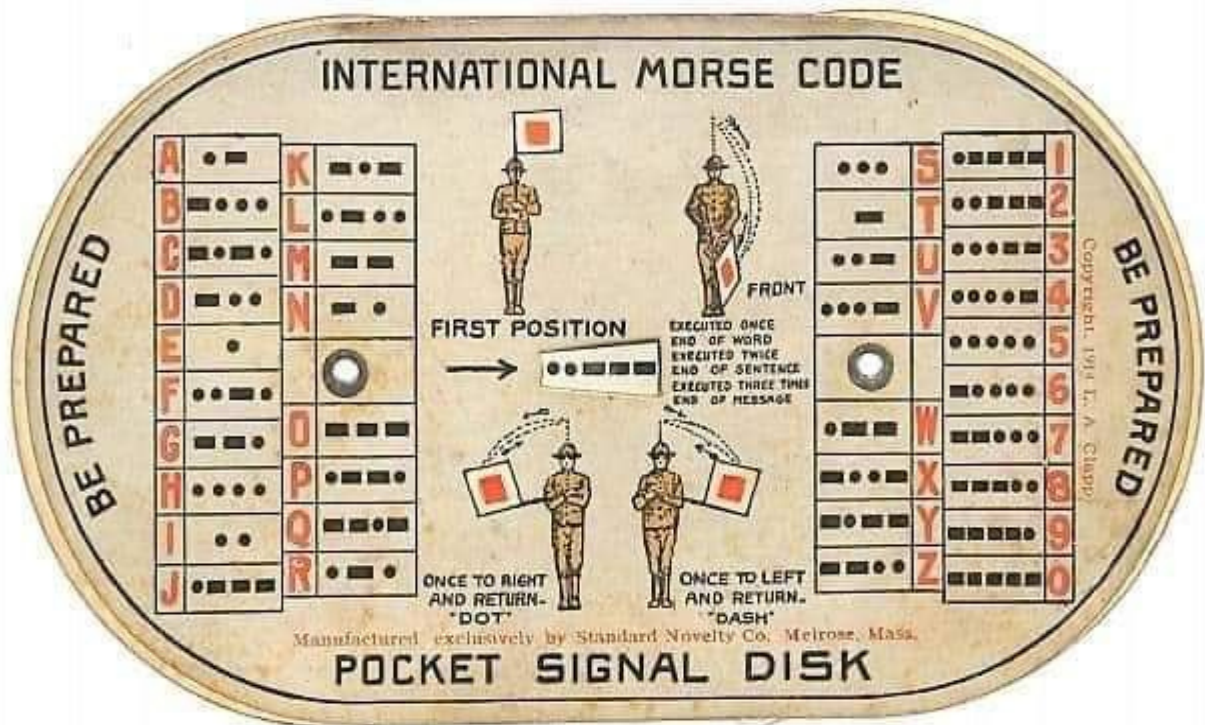 INTERNATIONAL MORSE CODE
BE PREPARED
A •–
B –•••
C –•–•
D –••
E •
F ••–•
G ––•
H ••••
I ••
J •–––
K –•–
L •–••
M ––
N –•
O –––
P •––•
Q ––•–
R •–•
FIRST POSITION
FRONT
EXECUTED ONCE
END OF WORD
EXECUTED TWICE
END OF SENTENCE
EXECUTED THREE TIMES
END OF MESSAGE
••–––
ONCE TO RIGHT
AND RETURN-
"DOT"
ONCE TO LEFT
AND RETURN-
"DASH"
••• S
– T
••– U
•••– V
•–– W
–••– X
–•–– Y
––•• Z
•–––– 1
••––– 2
•••–– 3
••••– 4
••••• 5
–•••• 6
––••• 7
–––•• 8
––––• 9
––––– 0
Copyright, 1914 E. A. Clapp
BE PREPARED
Manufactured exclusively by Standard Novelty Co. Melrose, Mass.
POCKET SIGNAL DISK